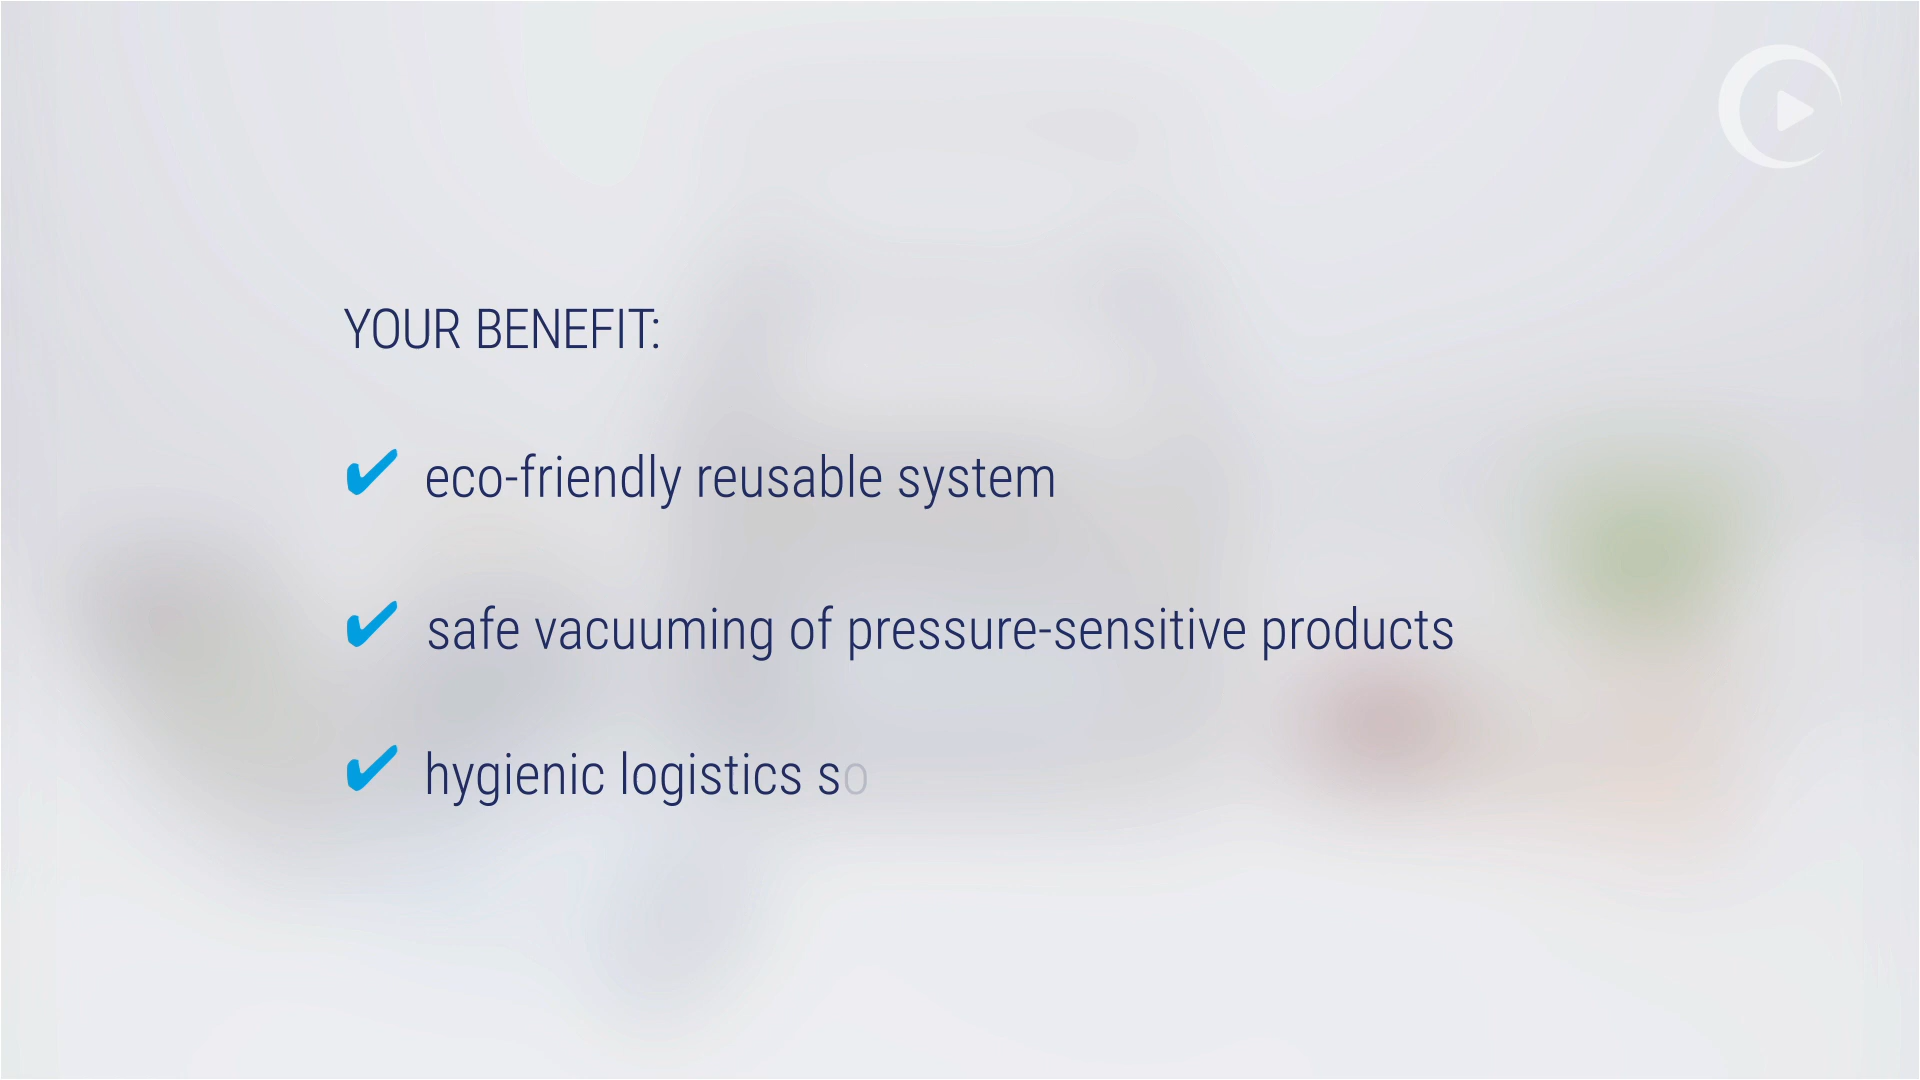 YOUR BENEFIT:
✔ eco-friendly reusable system
✔ safe vacuuming of pressure-sensitive products
✔ hygienic logistics so